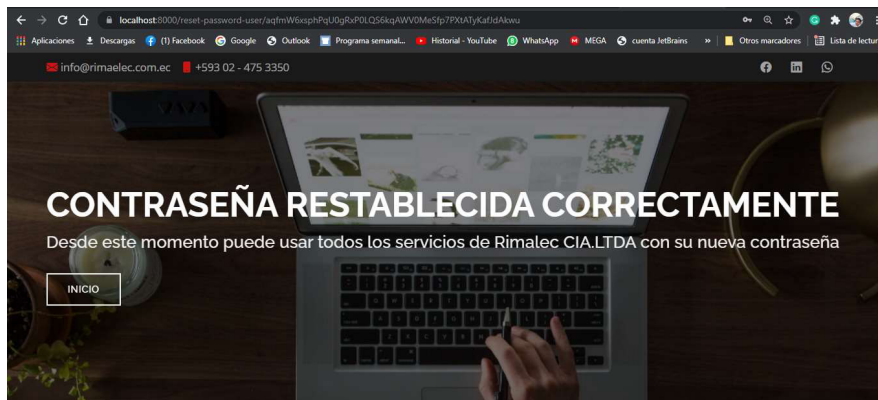 localhost:8000/reset-password-user/aqfmW6xsphPqU0gRxP0LQS6kqAWV0MeSfp7PXtATyKafJdAkwu
Aplicaciones Descargas (1) Facebook Google Outlook Programa semanal... Historial - YouTube WhatsApp MEGA cuenta JetBrains » Otros marcadores Lista de lectur
info@rimaelec.com.ec +593 02 - 475 3350
CONTRASEÑA RESTABLECIDA CORRECTAMENTE
Desde este momento puede usar todos los servicios de Rimalec CIA.LTDA con su nueva contraseña
INICIO